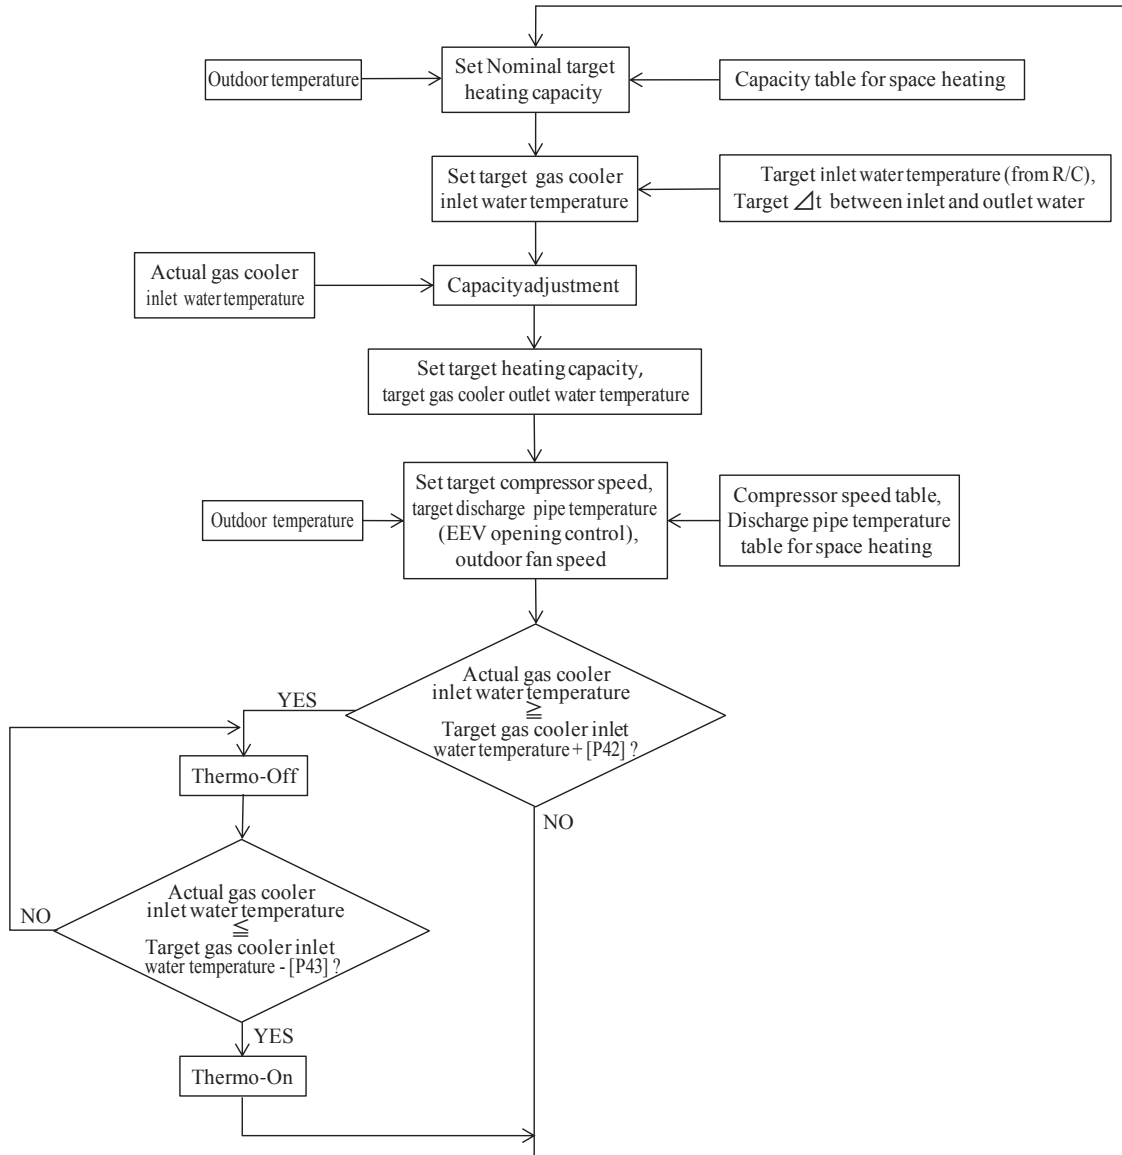 Outdoor temperature
Set Nominal target
heating capacity
Capacity table for space heating
Set target gas cooler
inlet water temperature
Target inlet water temperature (from R/C),
Target ⊿t between inlet and outlet water
Actual gas cooler
inlet water temperature
Capacity adjustment
Set target heating capacity,
target gas cooler outlet water temperature
Outdoor temperature
Set target compressor speed,
target discharge pipe temperature
(EEV opening control),
outdoor fan speed
Compressor speed table,
Discharge pipe temperature
table for space heating
Actual gas cooler
inlet water temperature
≧
Target gas cooler inlet
water temperature + [P42] ?
YES
NO
Thermo-Off
Actual gas cooler
inlet water temperature
≦
Target gas cooler inlet
water temperature - [P43] ?
NO
YES
Thermo-On